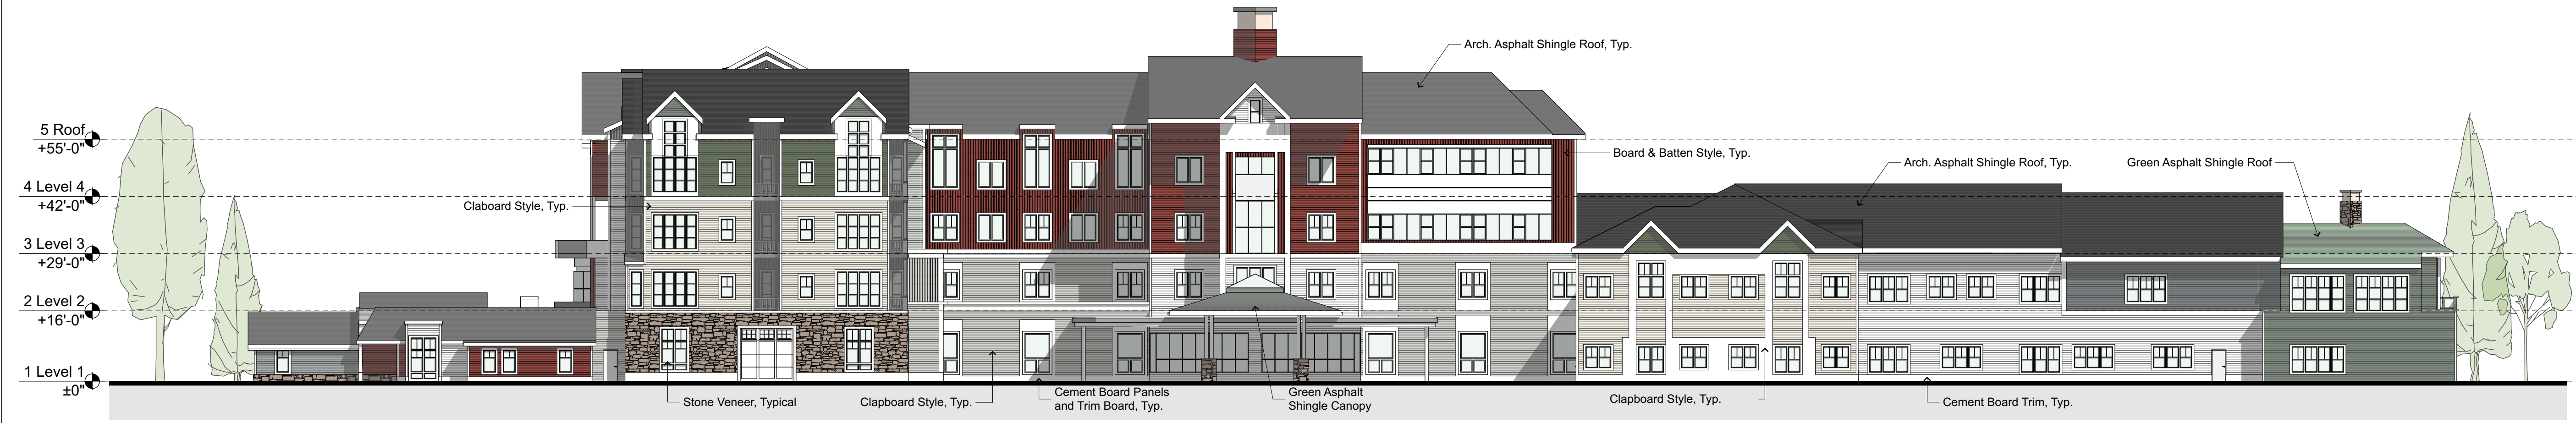 Arch. Asphalt Shingle Roof, Typ.
5 Roof
+55'-0"
Board & Batten Style, Typ.
Arch. Asphalt Shingle Roof, Typ.
Green Asphalt Shingle Roof
4 Level 4
+42'-0"
Claboard Style, Typ.
3 Level 3
+29'-0"
2 Level 2
+16'-0"
1 Level 1
±0"
Stone Veneer, Typical
Clapboard Style, Typ.
Cement Board Panels
and Trim Board, Typ.
Green Asphalt
Shingle Canopy
Clapboard Style, Typ.
Cement Board Trim, Typ.